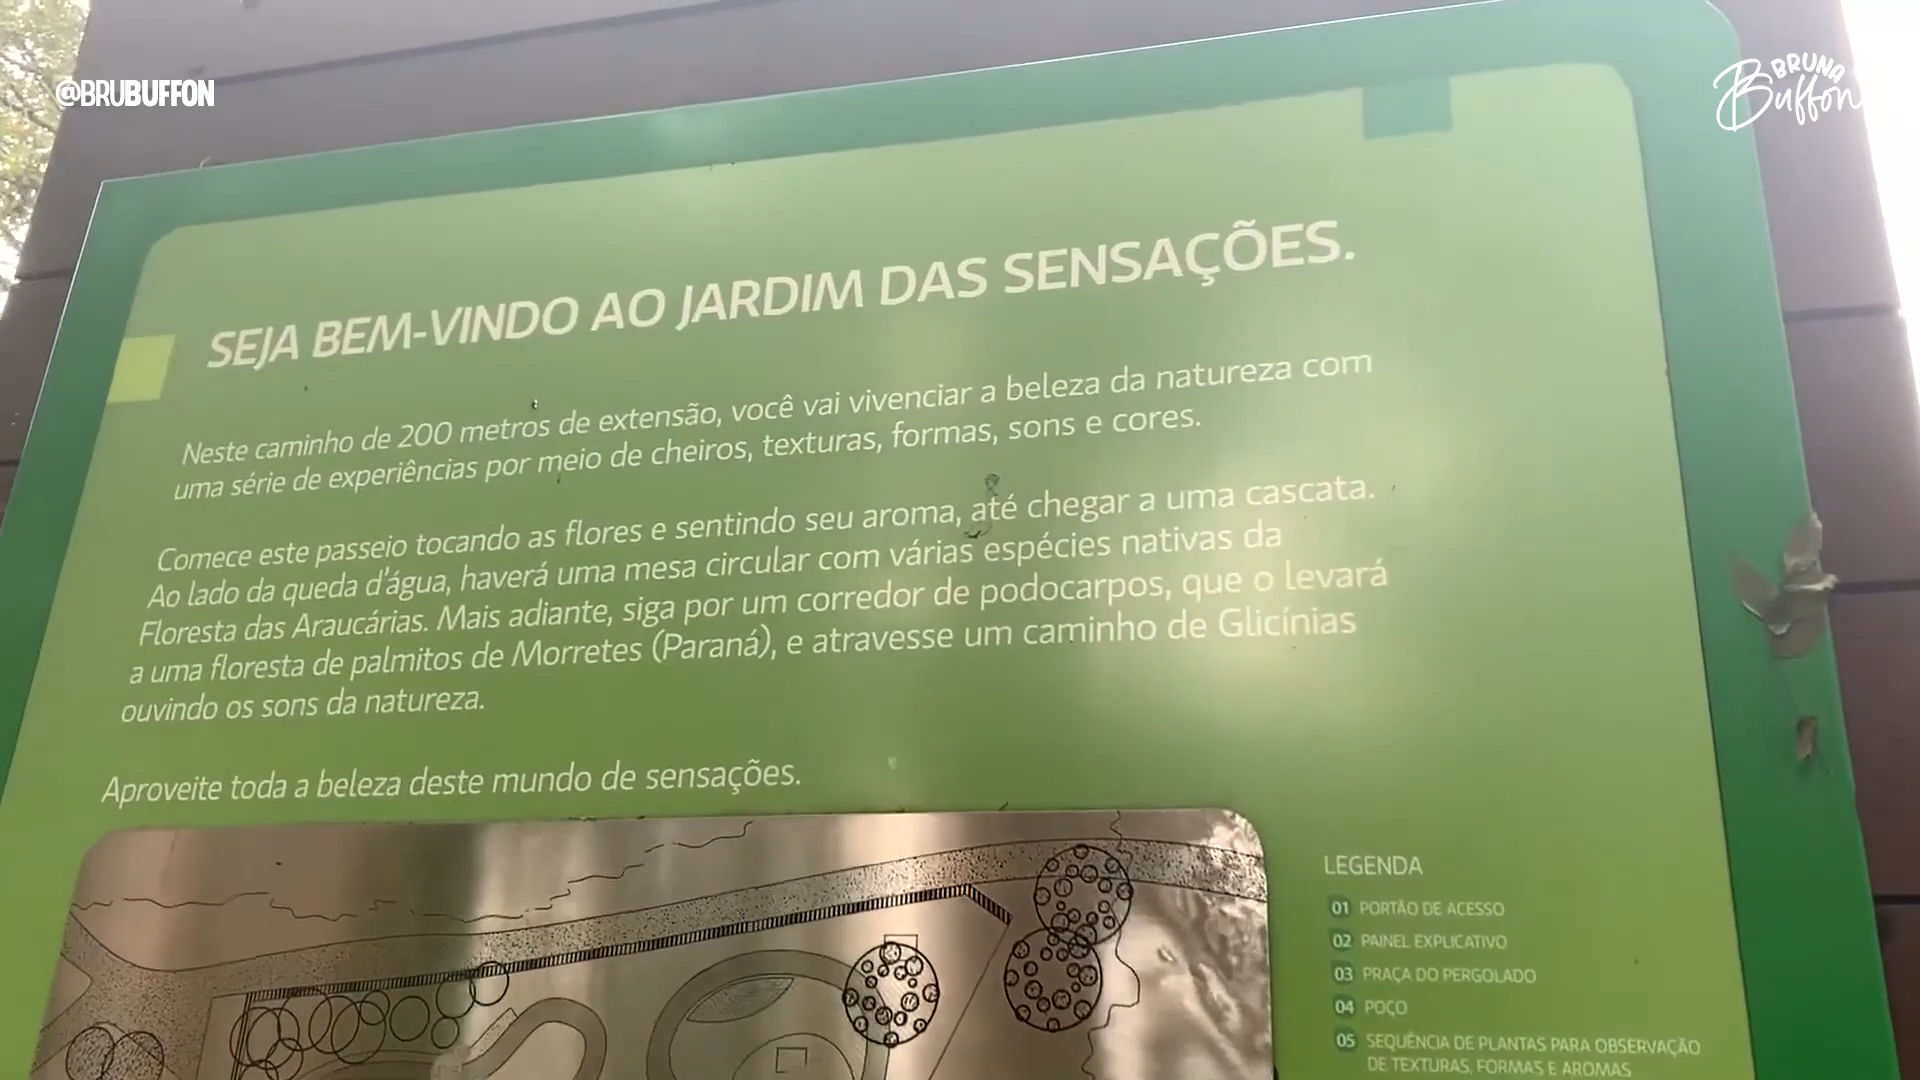 @BRUBUFFON
BRUNA
Buffon
SEJA BEM-VINDO AO JARDIM DAS SENSAÇÕES.
Neste caminho de 200 metros de extensão, você vai vivenciar a beleza da natureza com
uma série de experiências por meio de cheiros, texturas, formas, sons e cores.
Comece este passeio tocando as flores e sentindo seu aroma, até chegar a uma cascata.
Ao lado da queda d'água, haverá uma mesa circular com várias espécies nativas da
Floresta das Araucárias. Mais adiante, siga por um corredor de podocarpos, que o levará
a uma floresta de palmitos de Morretes (Paraná), e atravesse um caminho de Glicínias
ouvindo os sons da natureza.
Aproveite toda a beleza deste mundo de sensações.
LEGENDA
01 PORTÃO DE ACESSO
02 PAINEL EXPLICATIVO
03 PRAÇA DO PERGOLADO
04 POÇO
05 SEQUÊNCIA DE PLANTAS PARA OBSERVAÇÃO
DE TEXTURAS, FORMAS E AROMAS